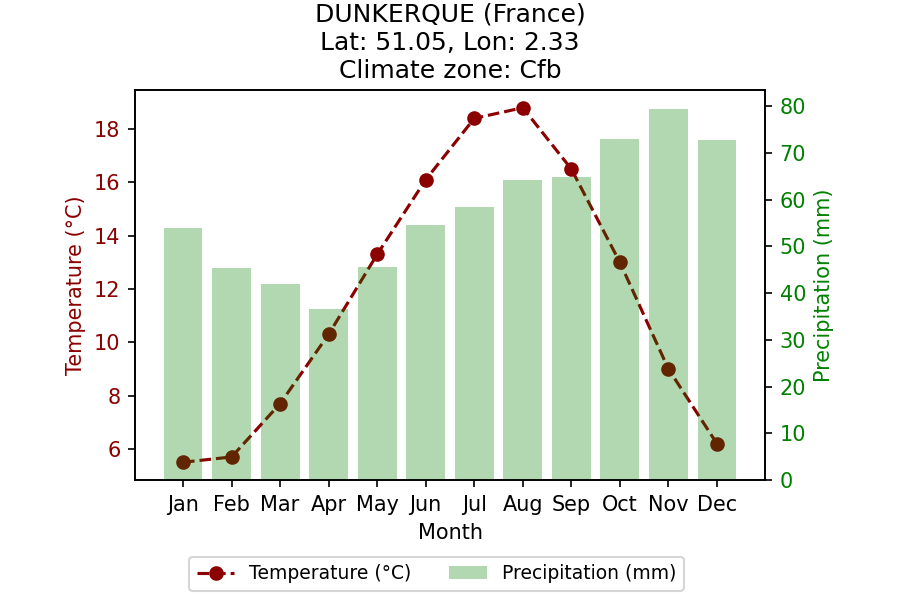 DUNKERQUE (France)
Lat: 51.05, Lon: 2.33
Climate zone: Cfb
Temperature (°C)
18
16
14
12
10
8
6
80
70
60
50
40
30
20
10
0
Precipitation (mm)
Jan Feb Mar Apr May Jun Jul Aug Sep Oct Nov Dec
Month
Temperature (°C) Precipitation (mm)